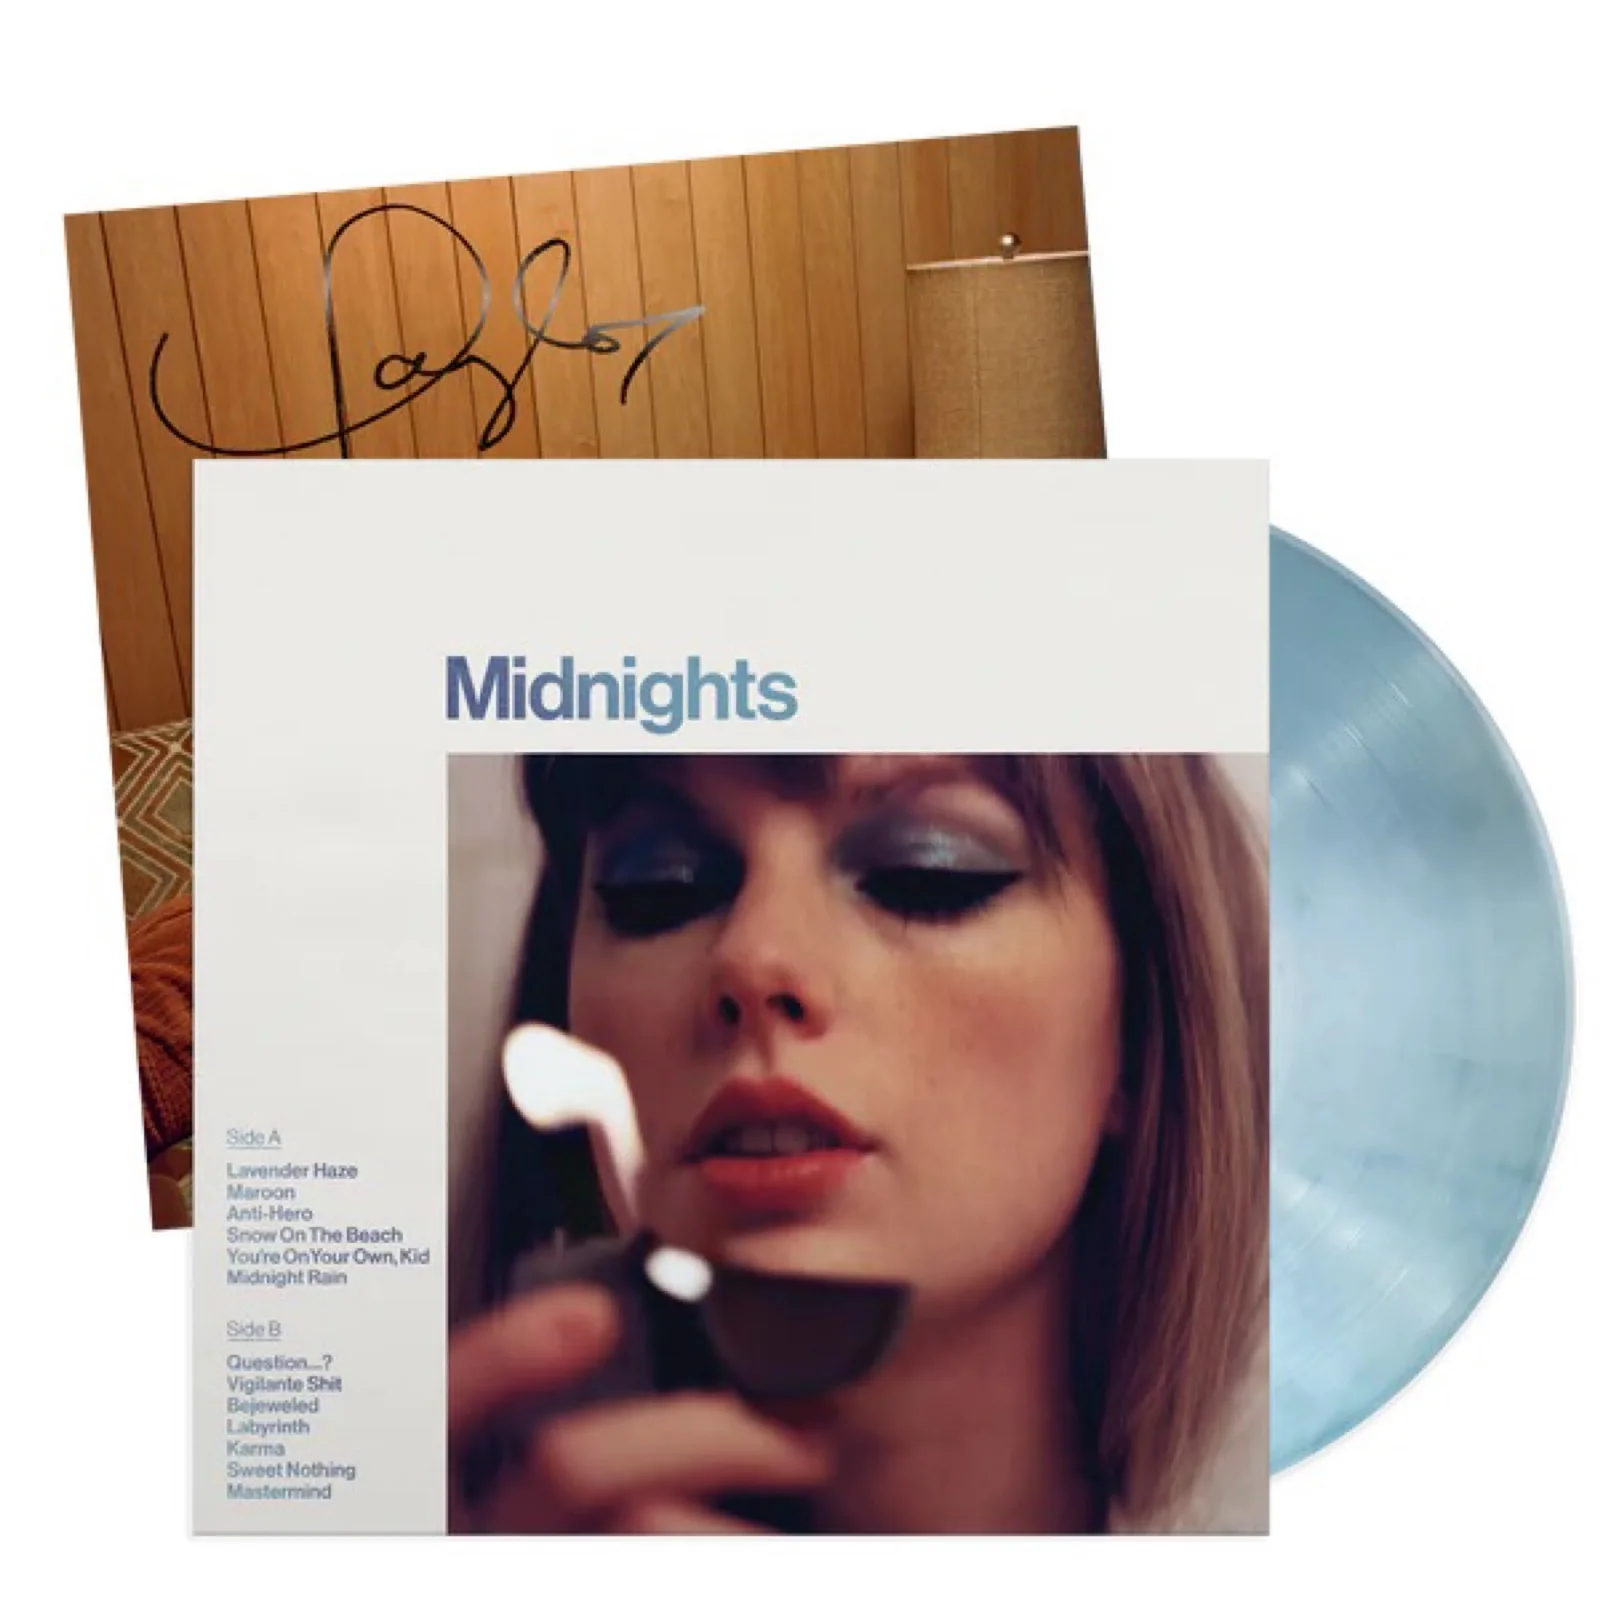 Taylor
Midnights
Side A
Lavender Haze
Maroon
Anti-Hero
Snow On The Beach
You're On Your Own, Kid
Midnight Rain
Side B
Question...?
Vigilante Shit
Bejeweled
Labyrinth
Karma
Sweet Nothing
Mastermind